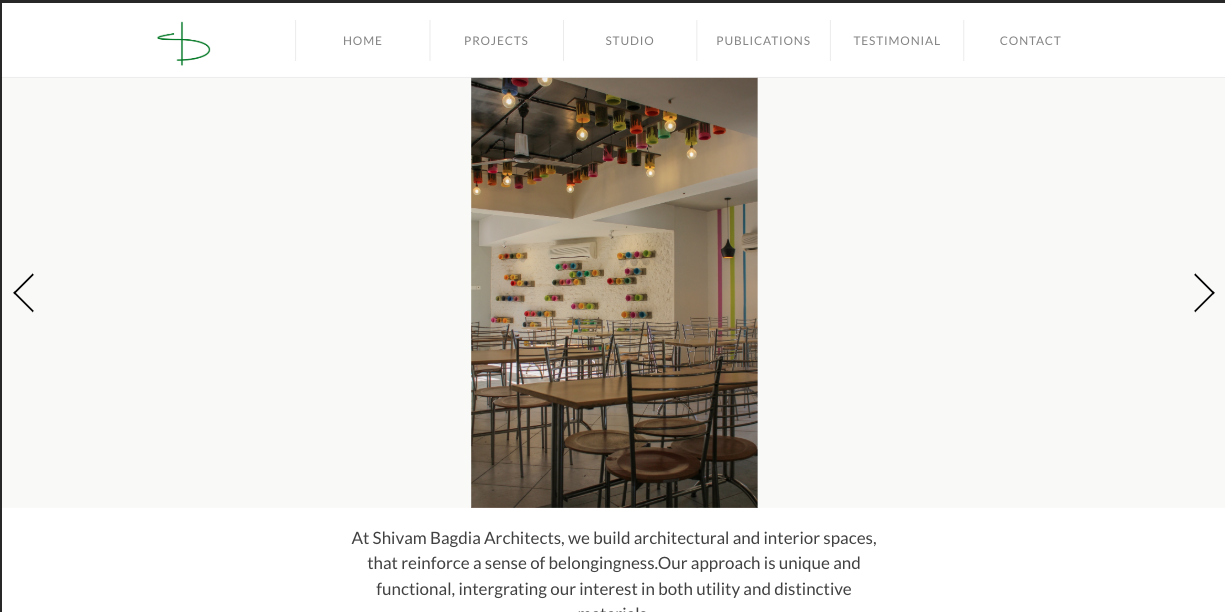 HOME
PROJECTS
STUDIO
PUBLICATIONS
TESTIMONIAL
CONTACT
At Shivam Bagdia Architects, we build architectural and interior spaces,
that reinforce a sense of belongingness.Our approach is unique and
functional, intergrating our interest in both utility and distinctive